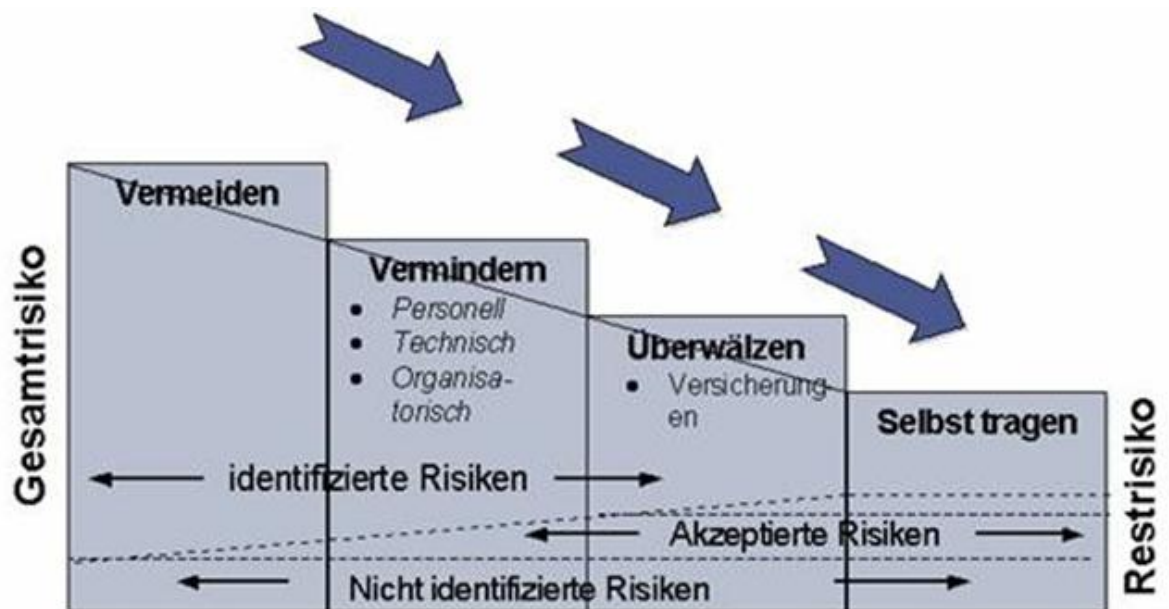 Gesamtrisiko
Vermeiden
Vermindern
• Personell
• Technisch
• Organisa-
torisch
Überwälzen
• Versicherung
en
Selbst tragen
identifizierte Risiken
Akzeptierte Risiken
Nicht identifizierte Risiken
Restrisiko